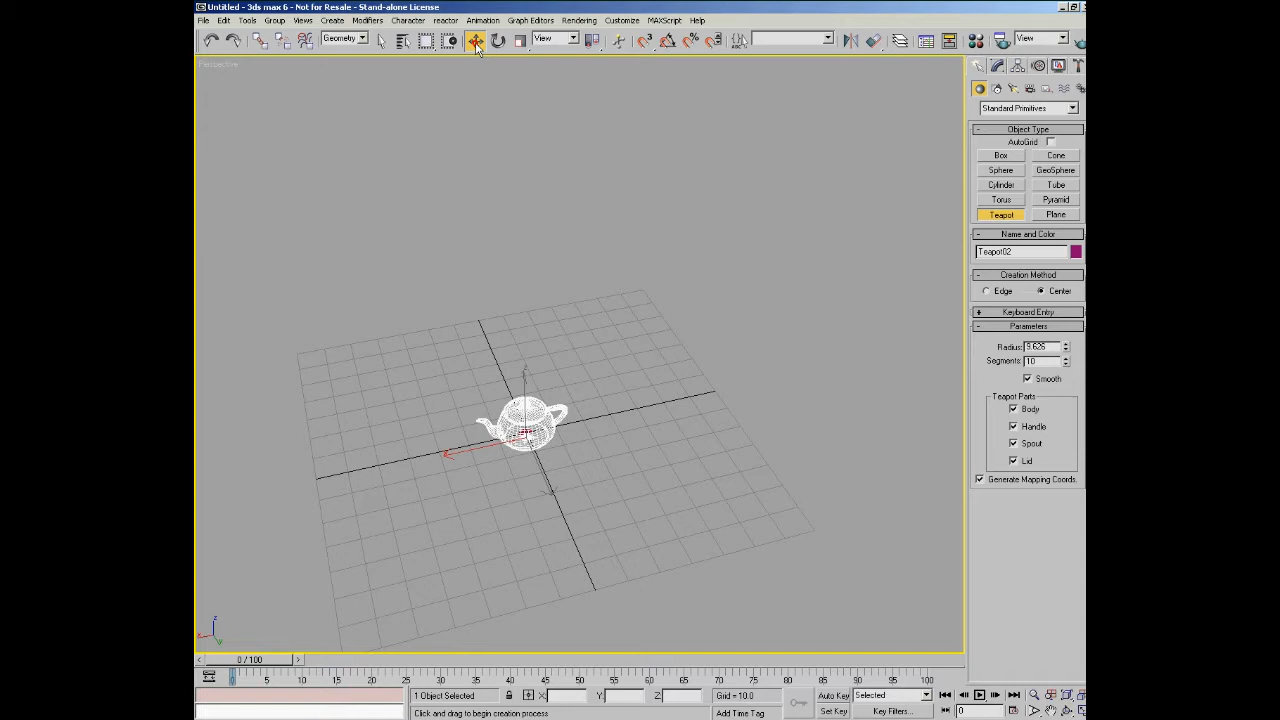 Untitled - 3ds max 6 - Not for Resale - Stand-alone License
File Edit Tools Group Views Create Modifiers Character reactor Animation Graph Editors Rendering Customize MAXScript Help
Geometry View View
Perspective
Standard Primitives
- Object Type
AutoGrid
Box Cone
Sphere GeoSphere
Cylinder Tube
Torus Pyramid
Teapot Plane
- Name and Color
Teapot02
- Creation Method
Edge Center
+ Keyboard Entry
- Parameters
Radius: 9.626
Segments: 10
Smooth
Teapot Parts
Body
Handle
Spout
Lid
Generate Mapping Coords.
z
x
y
< 0 / 100 >
0 5 10 15 20 25 30 35 40 45 50 55 60 65 70 75 80 85 90 95 100
1 Object Selected X: Y: Z: Grid = 10.0 Auto Key Selected
Click and drag to begin creation process Add Time Tag Set Key Key Filters... 0